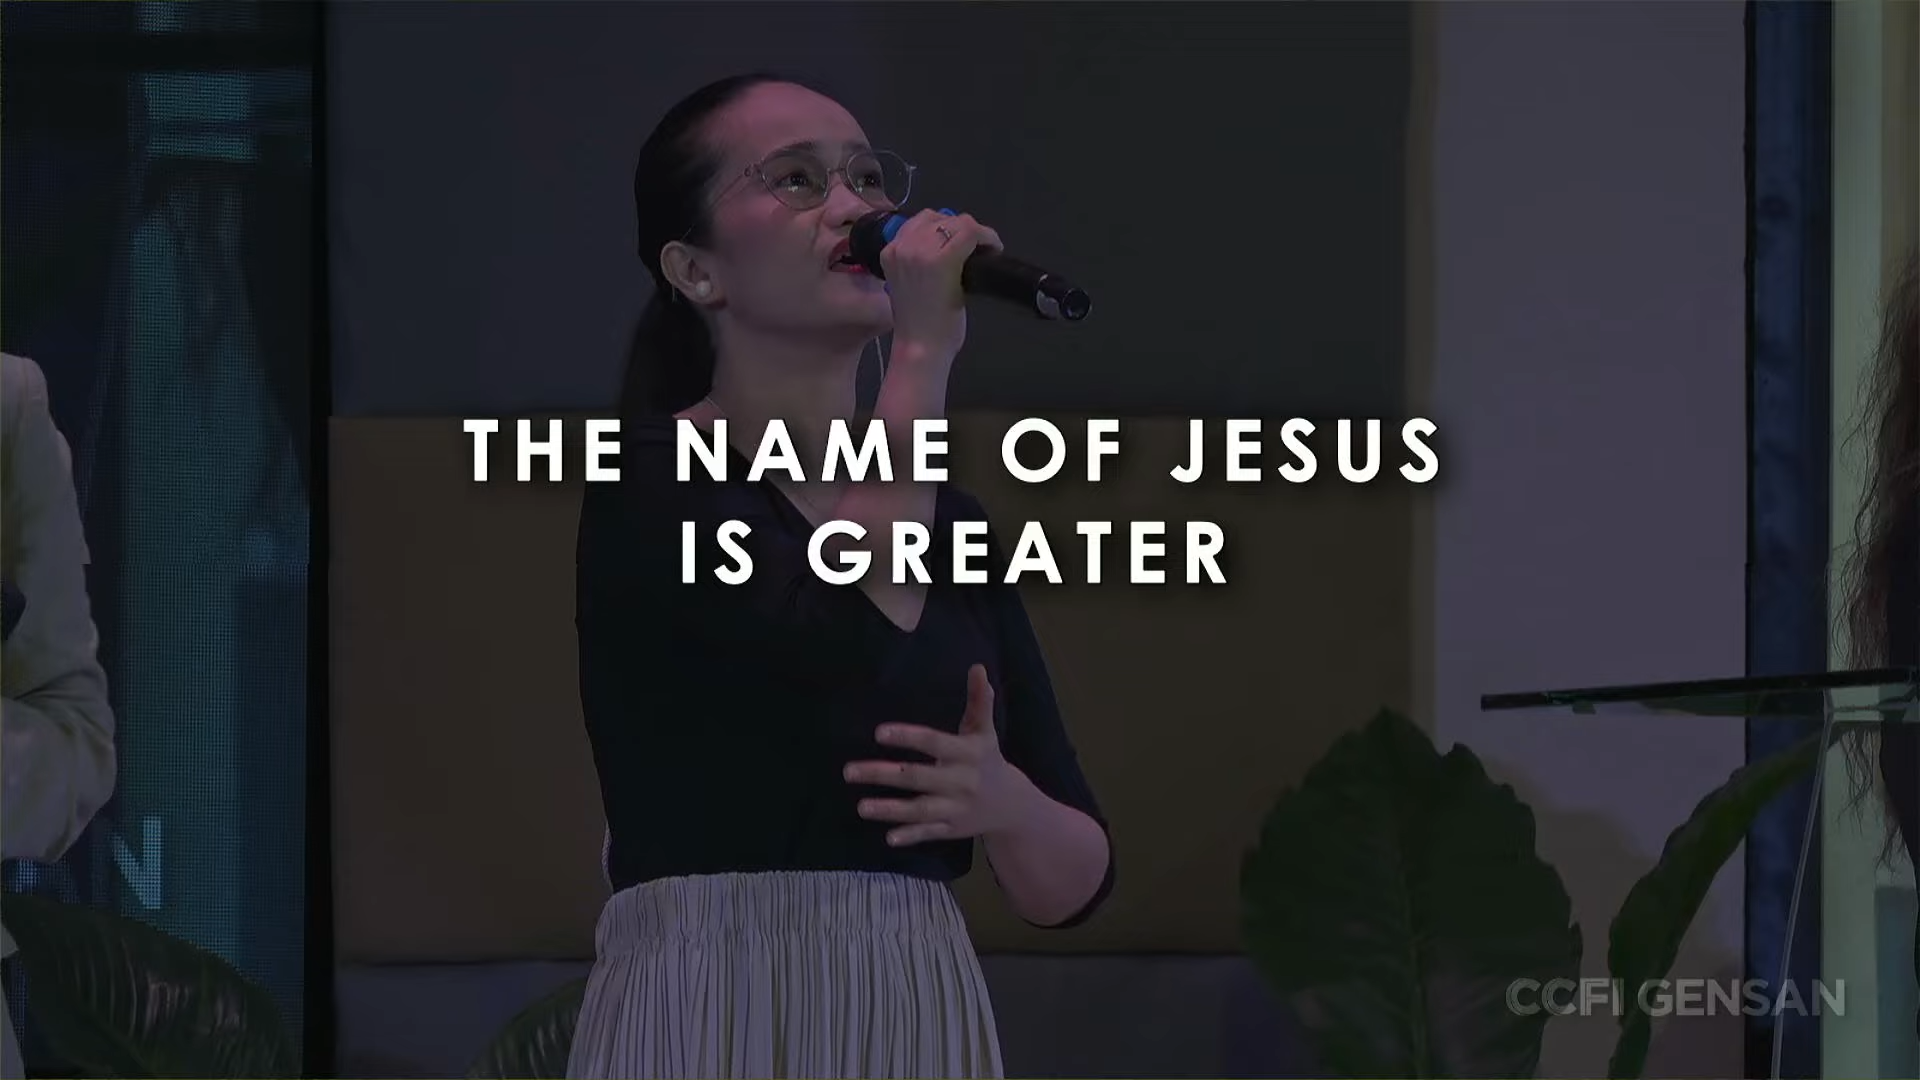 THE NAME OF JESUS
IS GREATER
N
CCFI GENSAN